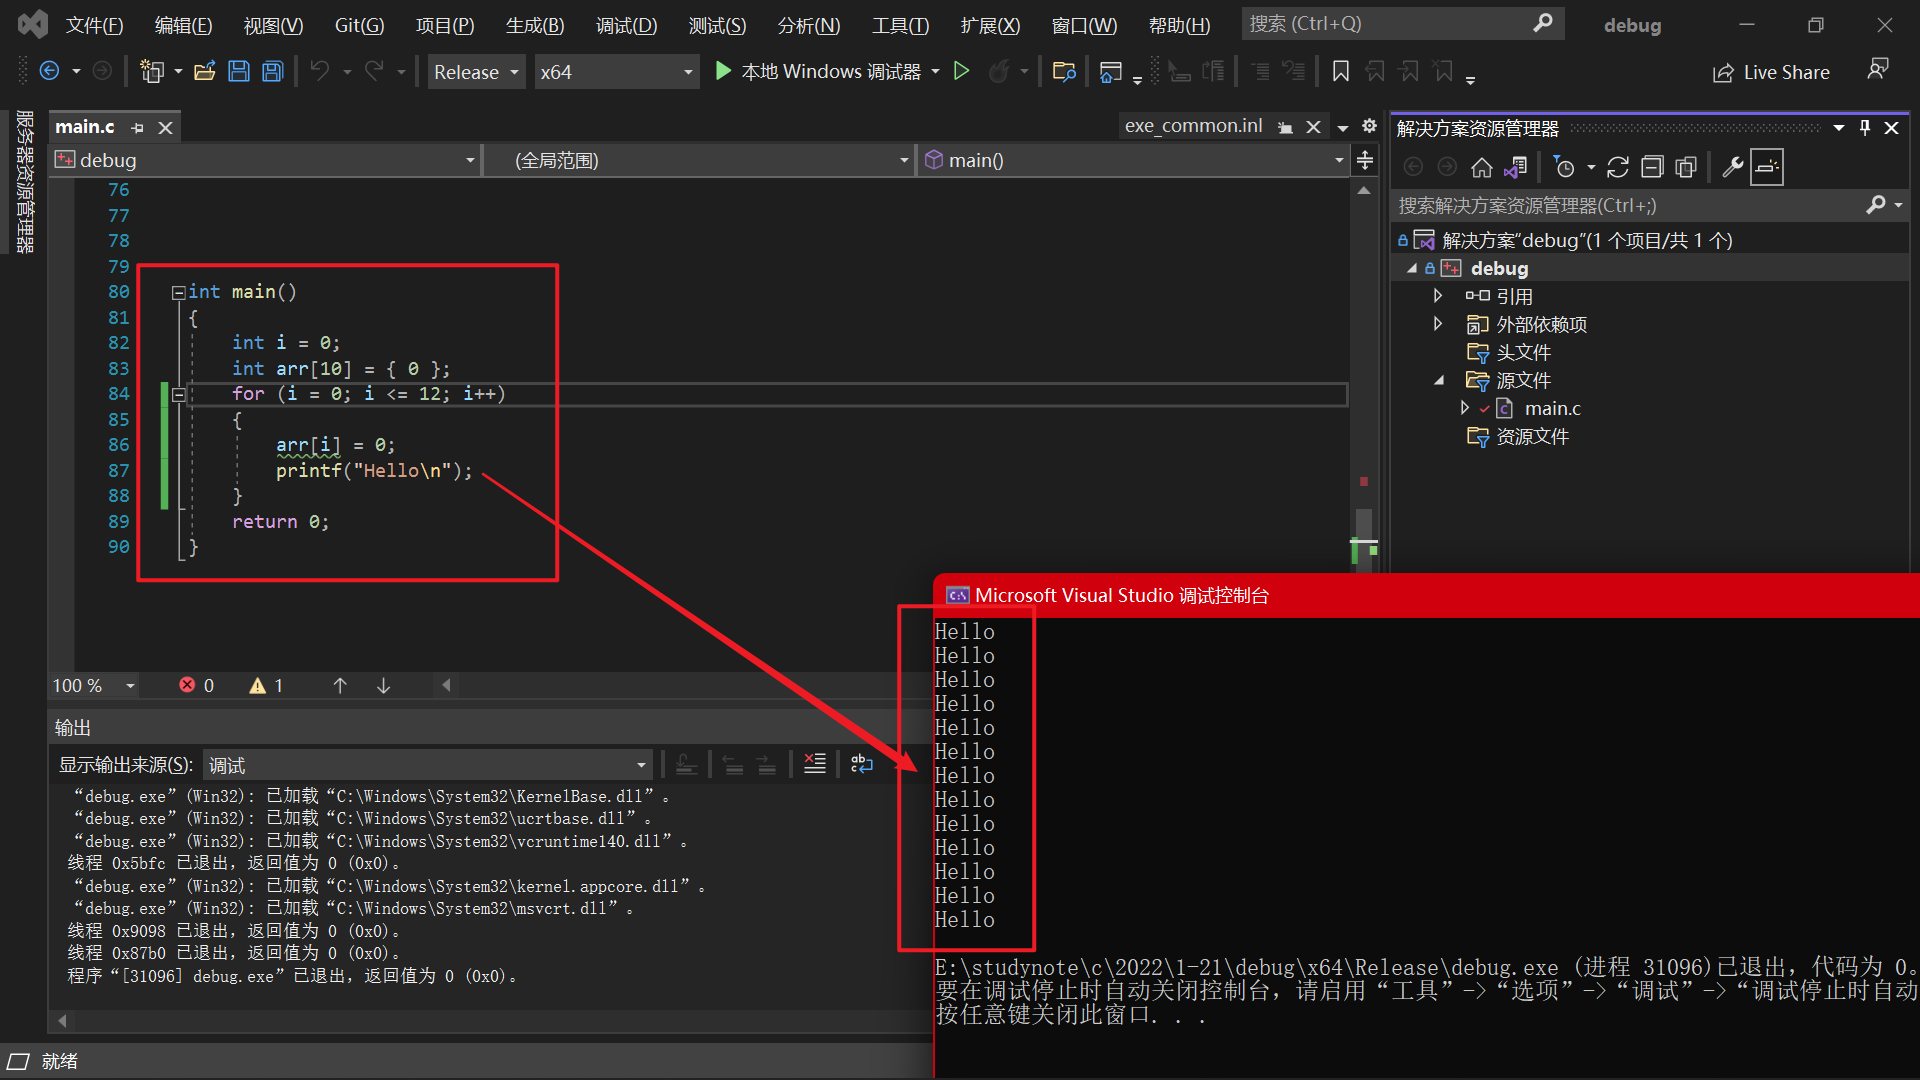 文件(F) 编辑(E) 视图(V) Git(G) 项目(P) 生成(B) 调试(D) 测试(S) 分析(N) 工具(T) 扩展(X) 窗口(W) 帮助(H) 搜索 (Ctrl+Q) debug
Release x64 本地 Windows 调试器 Live Share
服务器资源管理器
main.c exe_common.inl
debug (全局范围) main()
76
77
78
79
80 int main()
81 {
82 int i = 0;
83 int arr[10] = { 0 };
84 for (i = 0; i <= 12; i++)
85 {
86 arr[i] = 0;
87 printf("Hello\n");
88 }
89 return 0;
90 }
100 % 0 1
输出
显示输出来源(S): 调试
“debug.exe”(Win32): 已加载“C:\Windows\System32\KernelBase.dll”。
“debug.exe”(Win32): 已加载“C:\Windows\System32\ucrtbase.dll”。
“debug.exe”(Win32): 已加载“C:\Windows\System32\vcruntime140.dll”。
线程 0x5bfc 已退出，返回值为 0 (0x0)。
“debug.exe”(Win32): 已加载“C:\Windows\System32\kernel.appcore.dll”。
“debug.exe”(Win32): 已加载“C:\Windows\System32\msvcrt.dll”。
线程 0x9098 已退出，返回值为 0 (0x0)。
线程 0x87b0 已退出，返回值为 0 (0x0)。
程序“[31096] debug.exe”已退出，返回值为 0 (0x0)。
就绪
解决方案资源管理器
搜索解决方案资源管理器(Ctrl+;)
解决方案“debug”(1 个项目/共 1 个)
debug
引用
外部依赖项
头文件
源文件
main.c
资源文件
Microsoft Visual Studio 调试控制台
Hello
Hello
Hello
Hello
Hello
Hello
Hello
Hello
Hello
Hello
Hello
Hello
Hello
E:\studynote\c\2022\1-21\debug\x64\Release\debug.exe (进程 31096)已退出，代码为 0。
要在调试停止时自动关闭控制台，请启用“工具”->“选项”->“调试”->“调试停止时自动
按任意键关闭此窗口. . .